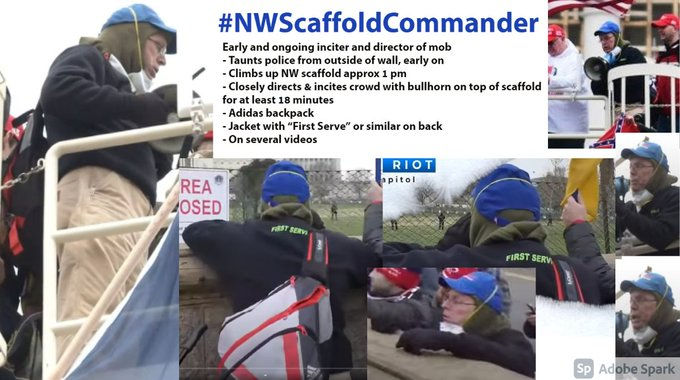 #NWScaffoldCommander
Early and ongoing inciter and director of mob
- Taunts police from outside of wall, early on
- Climbs up NW scaffold approx 1 pm
- Closely directs & incites crowd with bullhorn on top of scaffold
for at least 18 minutes
- Adidas backpack
- Jacket with “First Serve” or similar on back
- On several videos
REA
OSED
FIRST SERV
RIOT
apitol
FIRST SERV
Sp Adobe Spark